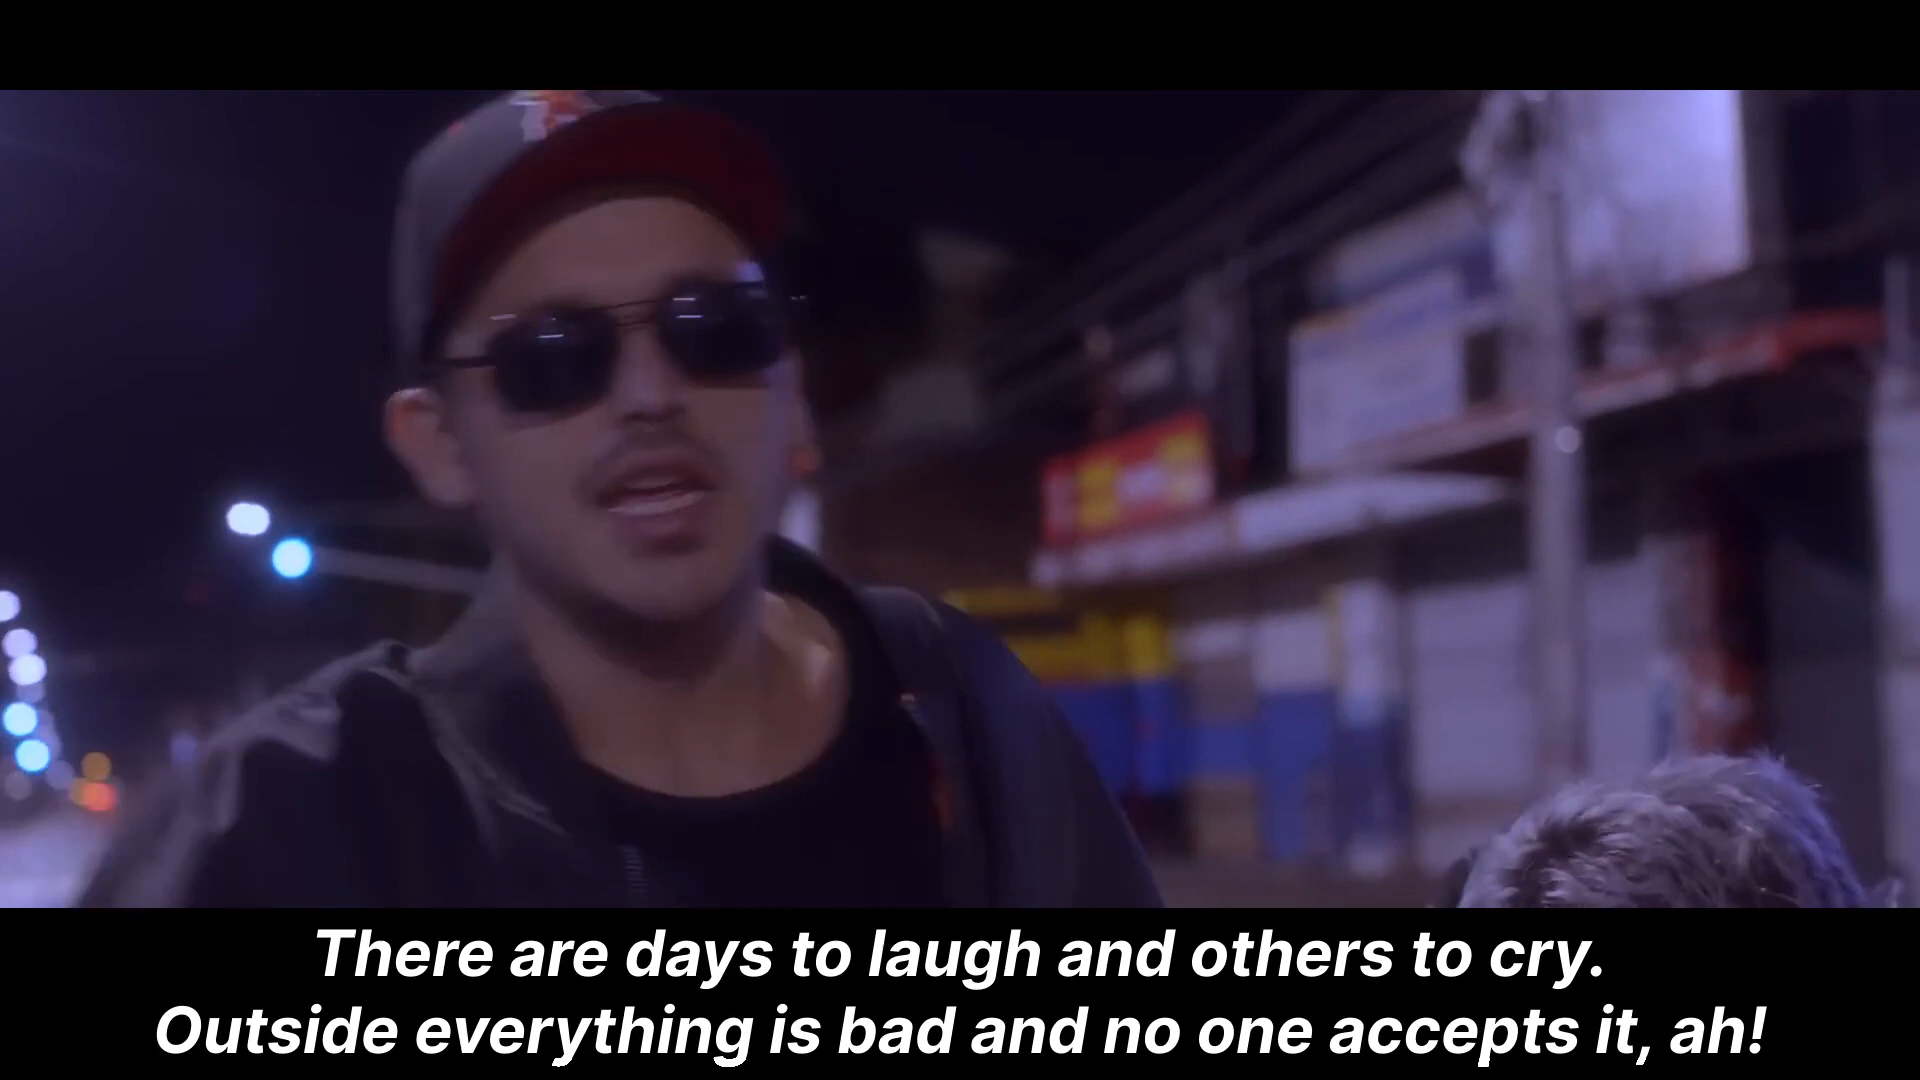 There are days to laugh and others to cry.
Outside everything is bad and no one accepts it, ah!